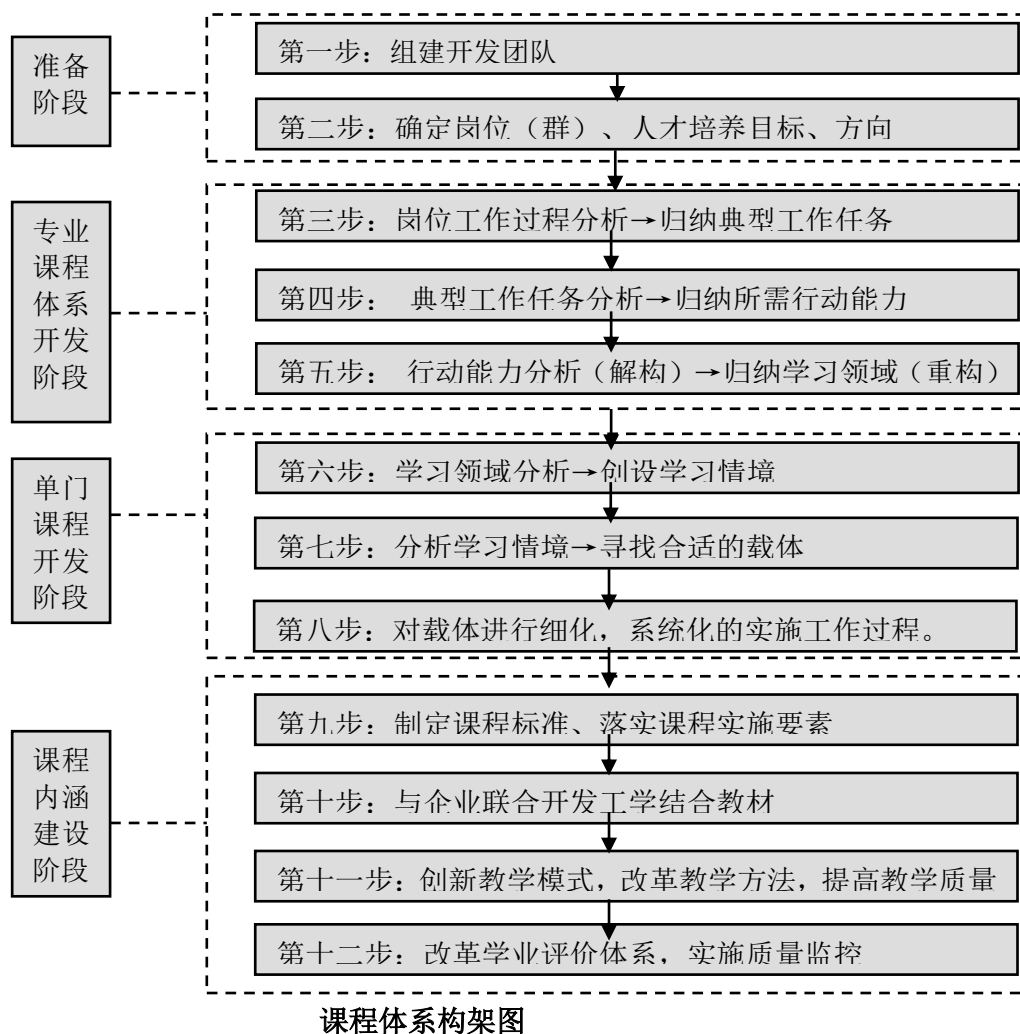 准备
阶段
第一步：组建开发团队
第二步：确定岗位（群）、人才培养目标、方向
专业
课程
体系
开发
阶段
第三步：岗位工作过程分析→归纳典型工作任务
第四步： 典型工作任务分析→归纳所需行动能力
第五步： 行动能力分析（解构）→归纳学习领域（重构）
单门
课程
开发
阶段
第六步：学习领域分析→创设学习情境
第七步：分析学习情境→寻找合适的载体
第八步：对载体进行细化，系统化的实施工作过程。
课程
内涵
建设
阶段
第九步：制定课程标准、落实课程实施要素
第十步：与企业联合开发工学结合教材
第十一步：创新教学模式，改革教学方法，提高教学质量
第十二步：改革学业评价体系，实施质量监控
课程体系构架图